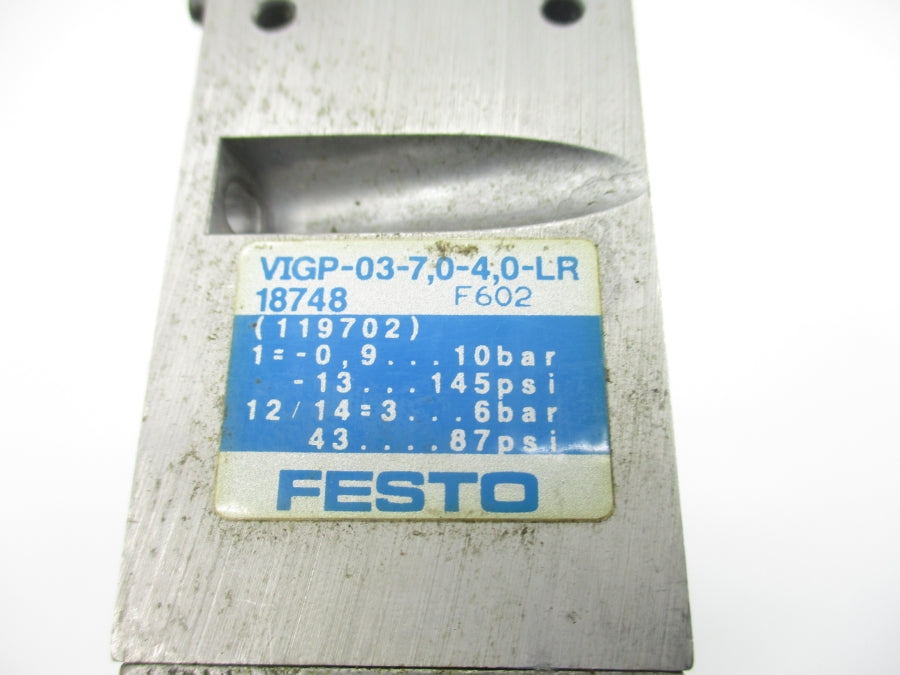 VIGP-03-7,0-4,0-LR
18748 F602
(119702)
1=-0,9...10bar
-13...145psi
12/14=3...6bar
43....87psi
FESTO